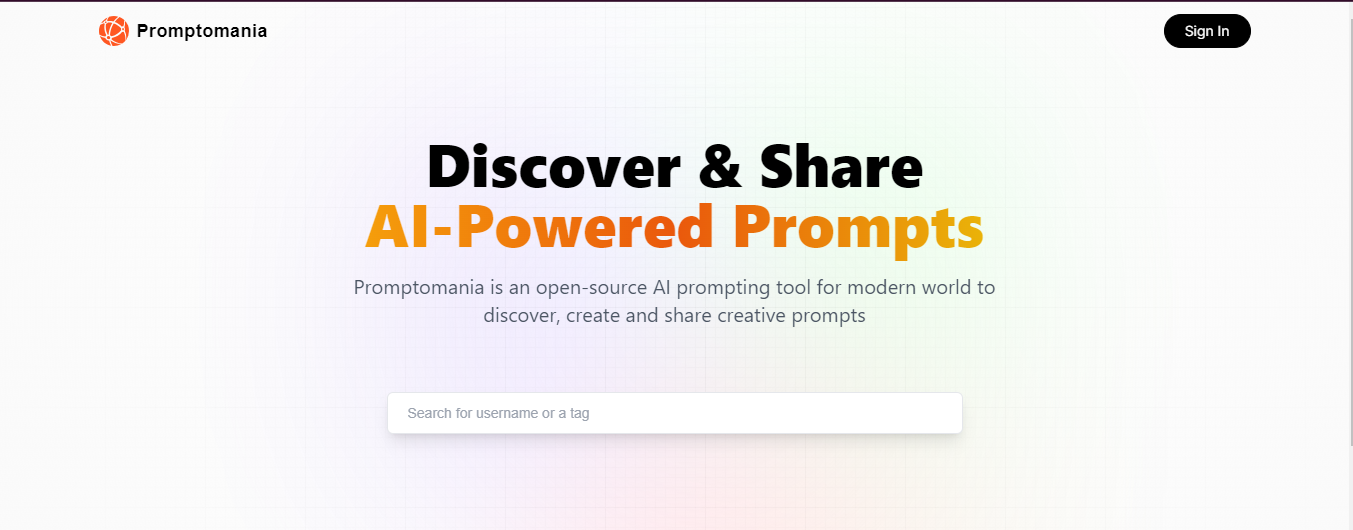 Promptomania
Sign In
Discover & Share
AI-Powered Prompts
Promptomania is an open-source AI prompting tool for modern world to
discover, create and share creative prompts
Search for username or a tag